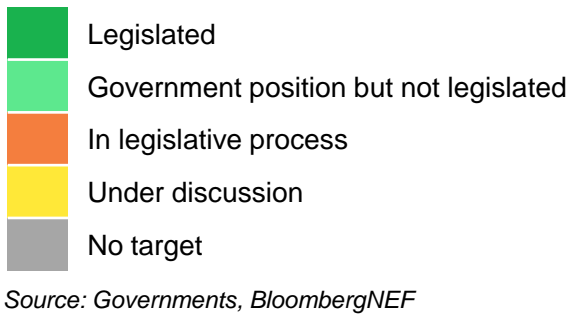 Legislated
Government position but not legislated
In legislative process
Under discussion
No target
Source: Governments, BloombergNEF